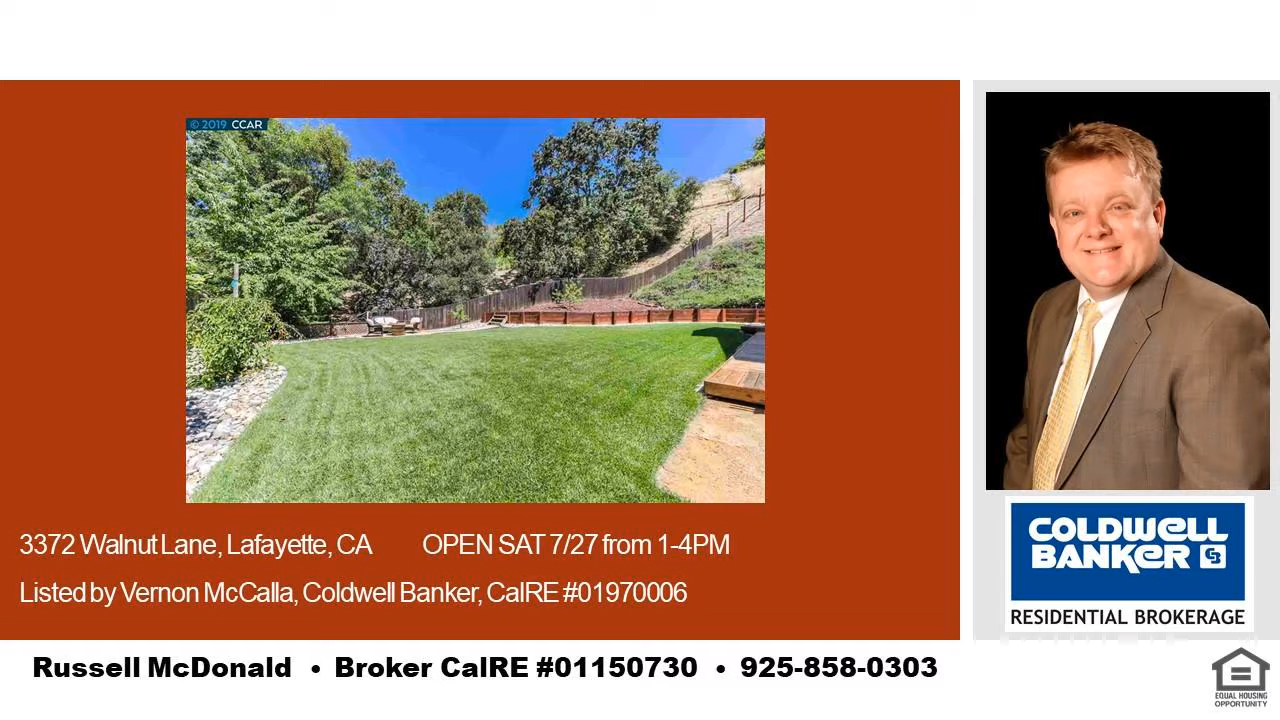 © 2019 CCAR
3372 Walnut Lane, Lafayette, CA OPEN SAT 7/27 from 1-4PM
Listed by Vernon McCalla, Coldwell Banker, CalRE #01970006
COLDWELL
BANKER CB
RESIDENTIAL BROKERAGE
Russell McDonald • Broker CalRE #01150730 • 925-858-0303
EQUAL HOUSING
OPPORTUNITY